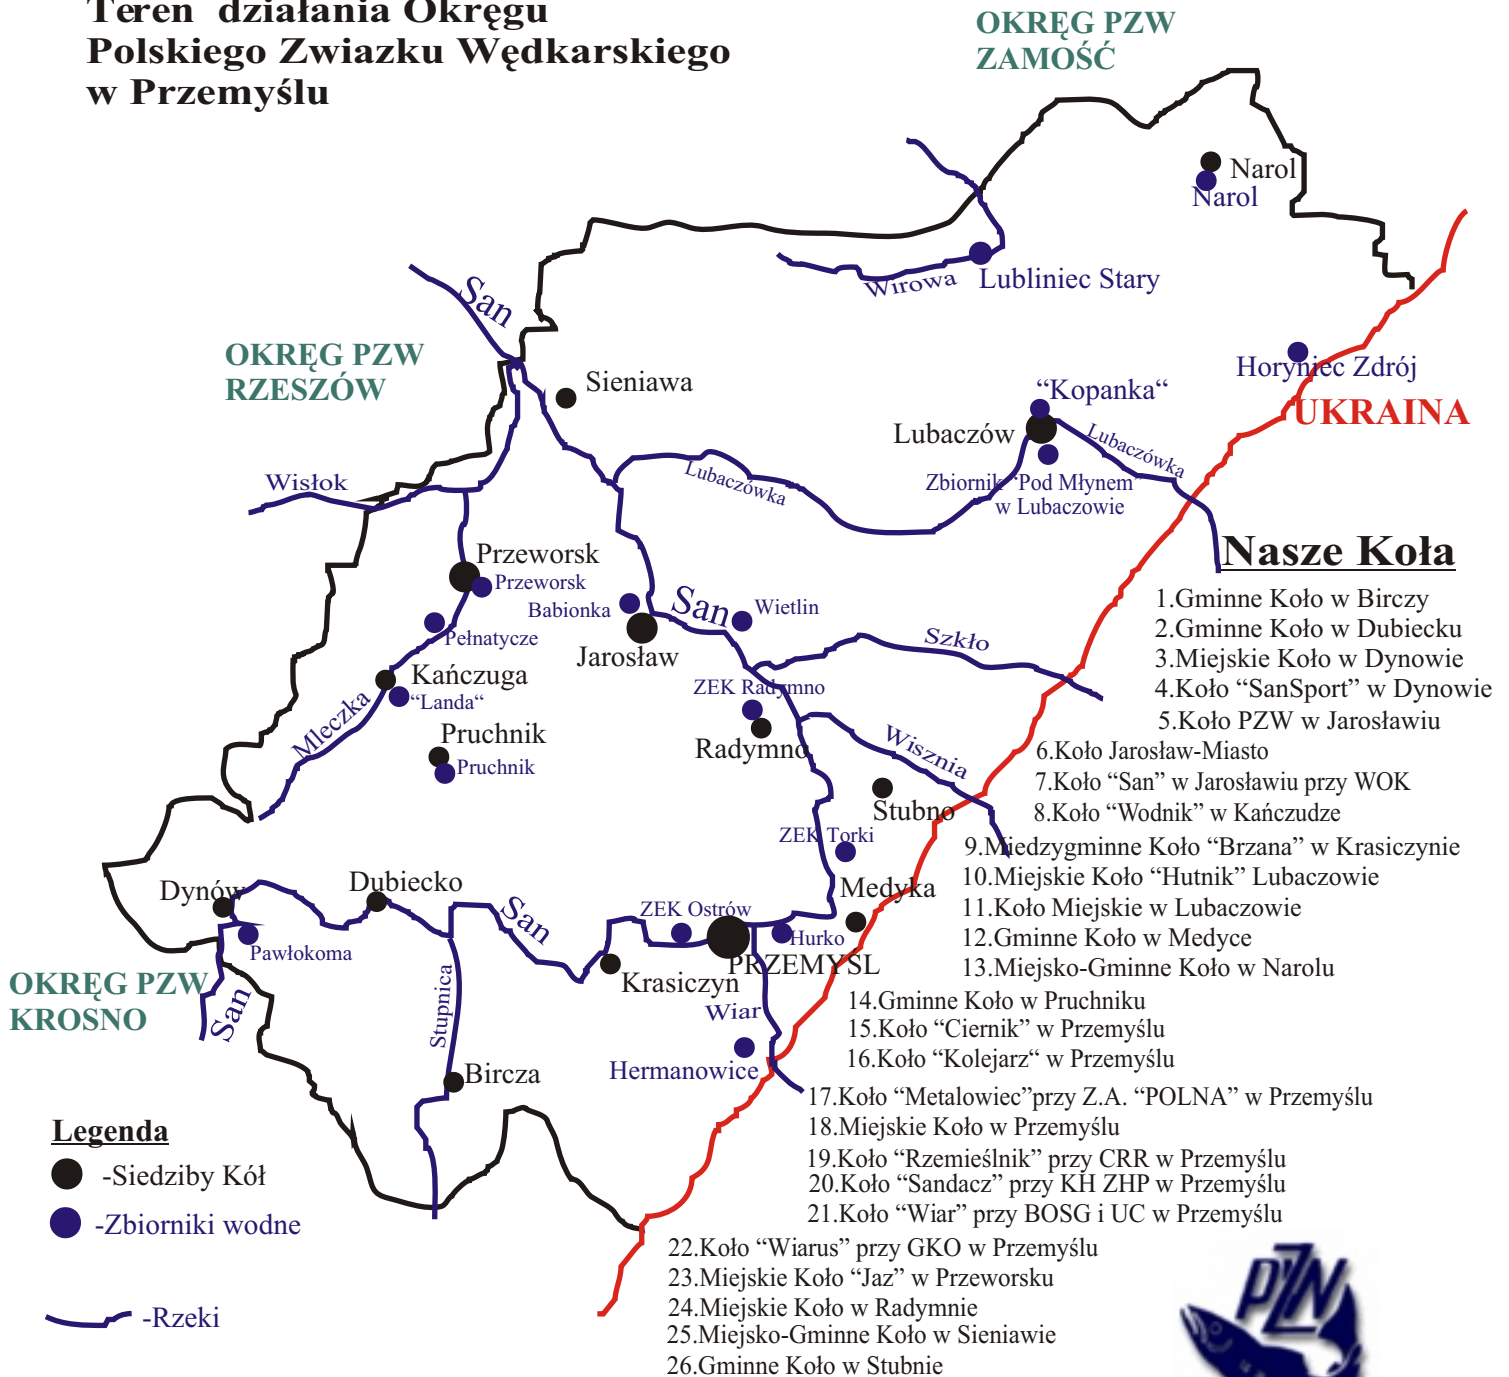 Teren działania Okręgu
Polskiego Zwiazku Wędkarskiego
w Przemyślu
OKRĘG PZW
ZAMOŚĆ
Narol
Narol
Wirowa
Lubliniec Stary
San
OKRĘG PZW
RZESZÓW
Sieniawa
Horyniec Zdrój
UKRAINA
“Kopanka“
Lubaczów
Lubaczówka
Lubaczówka
Zbiornik “Pod Młynem”
w Lubaczowie
Wisłok
Przeworsk
Przeworsk
Babionka
San
Wietlin
Pełnatycze
Jarosław
Szkło
Kańczuga
“Landa“
ZEK Radymno
Mleczka
Pruchnik
Pruchnik
Radymno
Wisznia
Stubno
ZEK Torki
Dynów
Dubiecko
Medyka
San
ZEK Ostrów
Hurko
Pawłokoma
PRZEMYSL
Krasiczyn
OKRĘG PZW
KROSNO
San
Stupnica
Wiar
Hermanowice
Bircza
Nasze Koła
1.Gminne Koło w Birczy
2.Gminne Koło w Dubiecku
3.Miejskie Koło w Dynowie
4.Koło “SanSport” w Dynowie
5.Koło PZW w Jarosławiu
6.Koło Jarosław-Miasto
7.Koło “San” w Jarosławiu przy WOK
8.Koło “Wodnik” w Kańczudze
9.Miedzygminne Koło “Brzana” w Krasiczynie
10.Miejskie Koło “Hutnik” Lubaczowie
11.Koło Miejskie w Lubaczowie
12.Gminne Koło w Medyce
13.Miejsko-Gminne Koło w Narolu
14.Gminne Koło w Pruchniku
15.Koło “Ciernik” w Przemyślu
16.Koło “Kolejarz“ w Przemyślu
17.Koło “Metalowiec”przy Z.A. “POLNA” w Przemyślu
18.Miejskie Koło w Przemyślu
19.Koło “Rzemieślnik” przy CRR w Przemyślu
20.Koło “Sandacz” przy KH ZHP w Przemyślu
21.Koło “Wiar” przy BOSG i UC w Przemyślu
22.Koło “Wiarus” przy GKO w Przemyślu
23.Miejskie Koło “Jaz” w Przeworsku
24.Miejskie Koło w Radymnie
25.Miejsko-Gminne Koło w Sieniawie
26.Gminne Koło w Stubnie
Legenda
-Siedziby Kół
-Zbiorniki wodne
-Rzeki
PZW